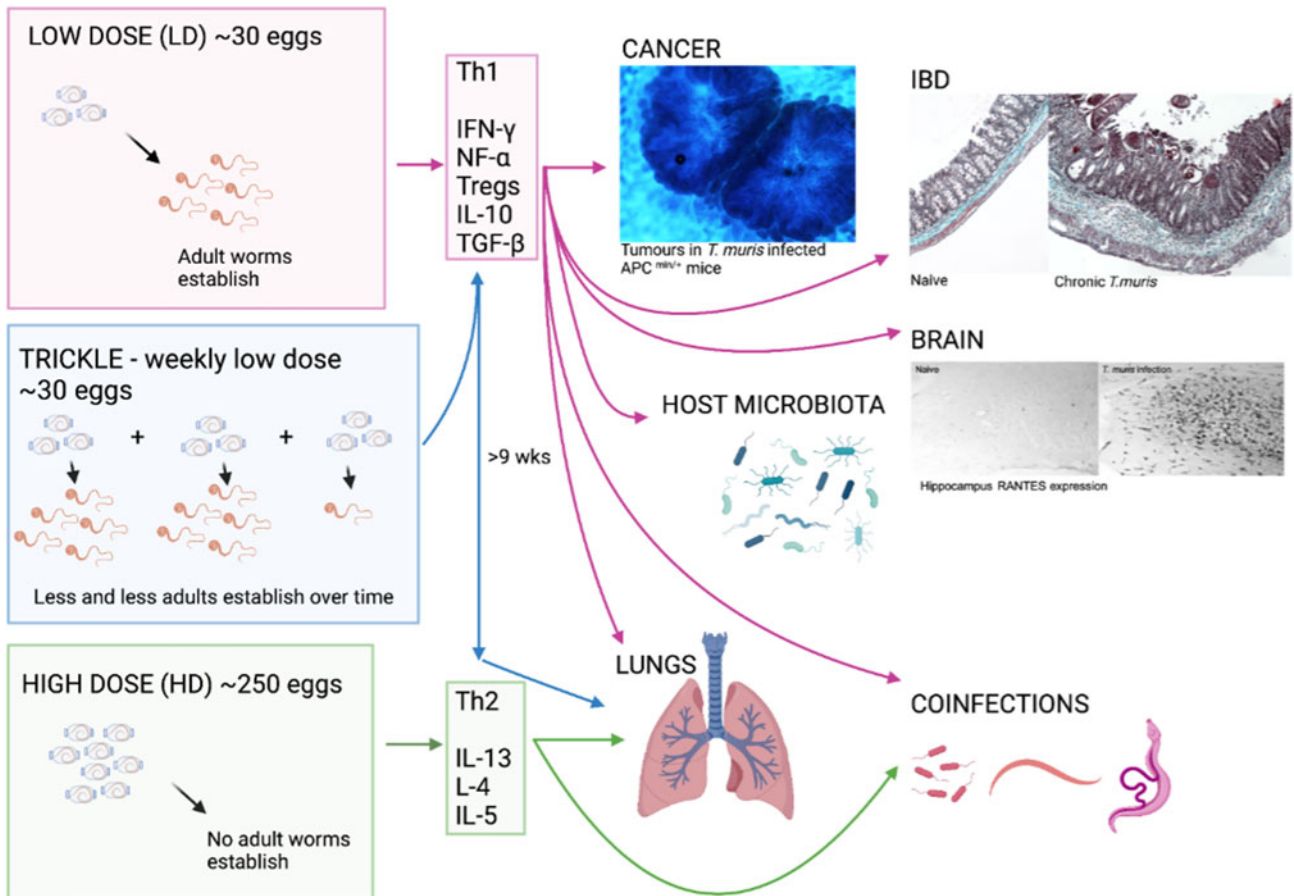 LOW DOSE (LD) ~30 eggs
Adult worms
establish
TRICKLE - weekly low dose
~30 eggs
+
+
Less and less adults establish over time
HIGH DOSE (HD) ~250 eggs
No adult worms
establish
Th1
IFN-γ
NF-α
Tregs
IL-10
TGF-β
>9 wks
Th2
IL-13
L-4
IL-5
CANCER
Tumours in T. muris infected
APC min/+ mice
IBD
Naive
Chronic T.muris
BRAIN
Naive
T. muris infection
Hippocampus RANTES expression
HOST MICROBIOTA
LUNGS
COINFECTIONS